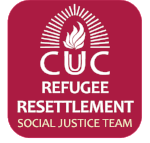 CUC
REFUGEE
RESETTLEMENT
SOCIAL JUSTICE TEAM